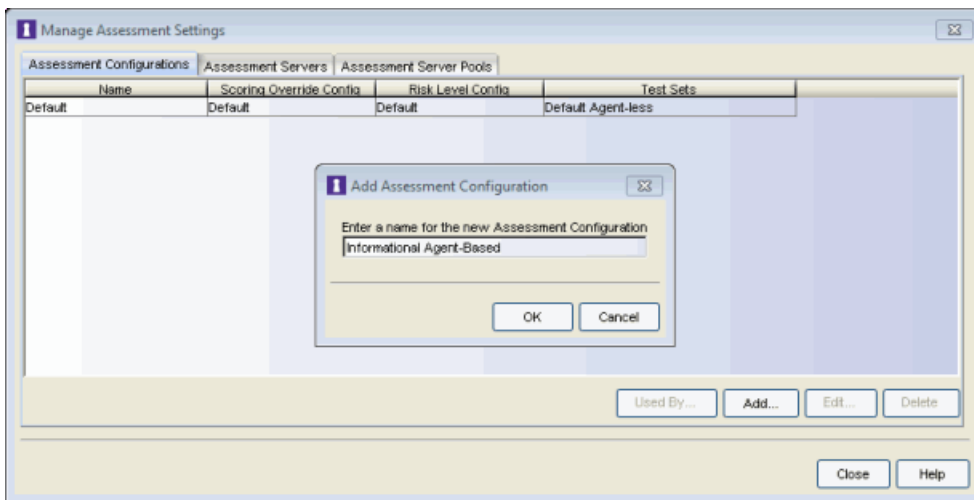 Manage Assessment Settings
Assessment Configurations Assessment Servers Assessment Server Pools
Name Scoring Override Config Risk Level Config Test Sets
Default Default Default Default Agent-less
Add Assessment Configuration
Enter a name for the new Assessment Configuration
Informational Agent-Based
OK Cancel
Used By... Add... Edit... Delete
Close Help